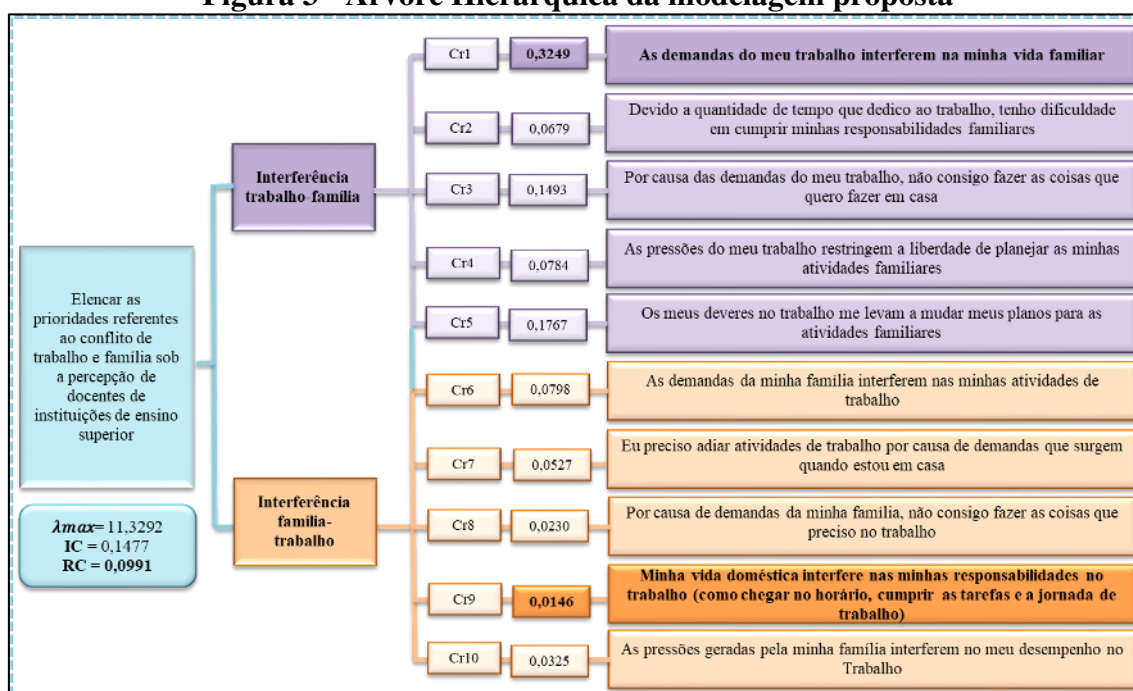 Figura 3 - Árvore Hierárquica da modelagem proposta
Cr1
0,3249
As demandas do meu trabalho interferem na minha vida familiar
Cr2
0,0679
Devido a quantidade de tempo que dedico ao trabalho, tenho dificuldade
em cumprir minhas responsabilidades familiares
Interferência
trabalho-família
Cr3
0,1493
Por causa das demandas do meu trabalho, não consigo fazer as coisas que
quero fazer em casa
Cr4
0,0784
As pressões do meu trabalho restringem a liberdade de planejar as minhas
atividades familiares
Cr5
0,1767
Os meus deveres no trabalho me levam a mudar meus planos para as
atividades familiares
Elencar as
prioridades referentes
ao conflito de
trabalho e família sob
a percepção de
docentes de
instituições de ensino
superior
Cr6
0,0798
As demandas da minha família interferem nas minhas atividades de
trabalho
Cr7
0,0527
Eu preciso adiar atividades de trabalho por causa de demandas que surgem
quando estou em casa
Interferência
família-
trabalho
Cr8
0,0230
Por causa de demandas da minha família, não consigo fazer as coisas que
preciso no trabalho
λmax= 11,3292
IC = 0,1477
RC = 0,0991
Cr9
0,0146
Minha vida doméstica interfere nas minhas responsabilidades no
trabalho (como chegar no horário, cumprir as tarefas e a jornada de
trabalho)
Cr10
0,0325
As pressões geradas pela minha família interferem no meu desempenho no
Trabalho